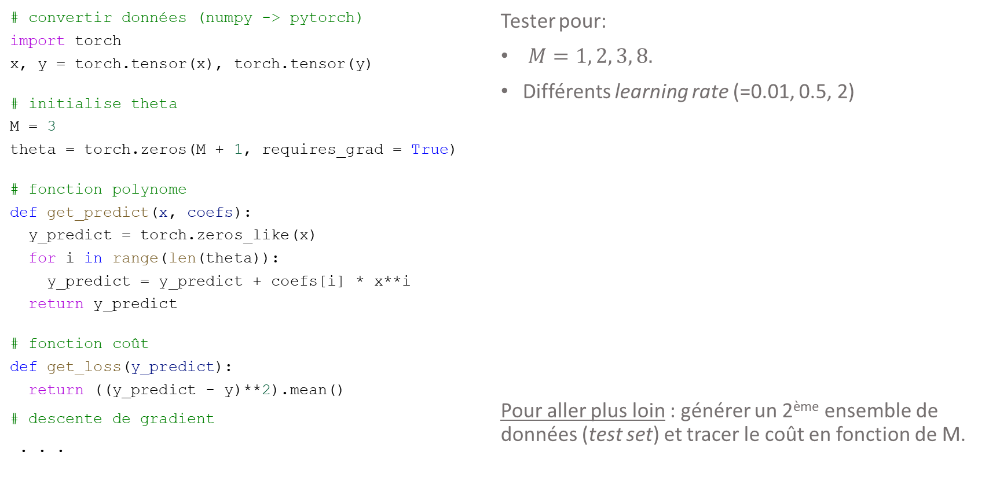 # convertir données (numpy -> pytorch)
import torch
x, y = torch.tensor(x), torch.tensor(y)
# initialise theta
M = 3
theta = torch.zeros(M + 1, requires_grad = True)
# fonction polynome
def get_predict(x, coefs):
  y_predict = torch.zeros_like(x)
  for i in range(len(theta)):
    y_predict = y_predict + coefs[i] * x**i
  return y_predict
# fonction coût
def get_loss(y_predict):
  return ((y_predict - y)**2).mean()
# descente de gradient
. . .
Tester pour:
• M = 1, 2, 3, 8.
• Différents learning rate (=0.01, 0.5, 2)
Pour aller plus loin : générer un 2ème ensemble de
données (test set) et tracer le coût en fonction de M.